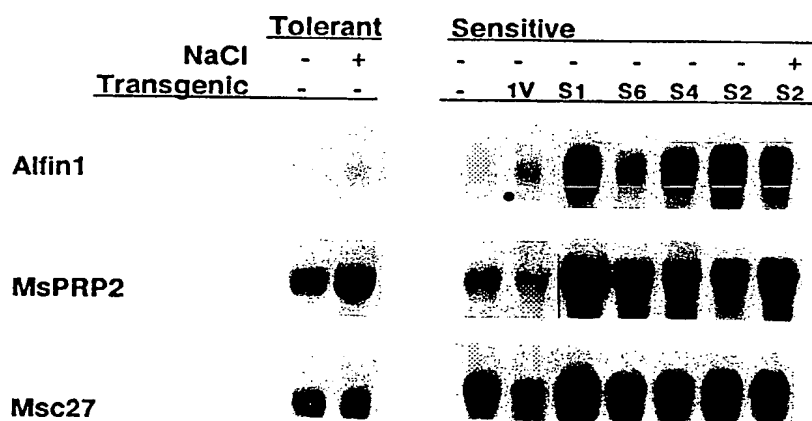 Tolerant Sensitive
NaCl - + - - - - - - +
Transgenic - - - 1V S1 S6 S4 S2 S2
Alfin1
MsPRP2
Msc27